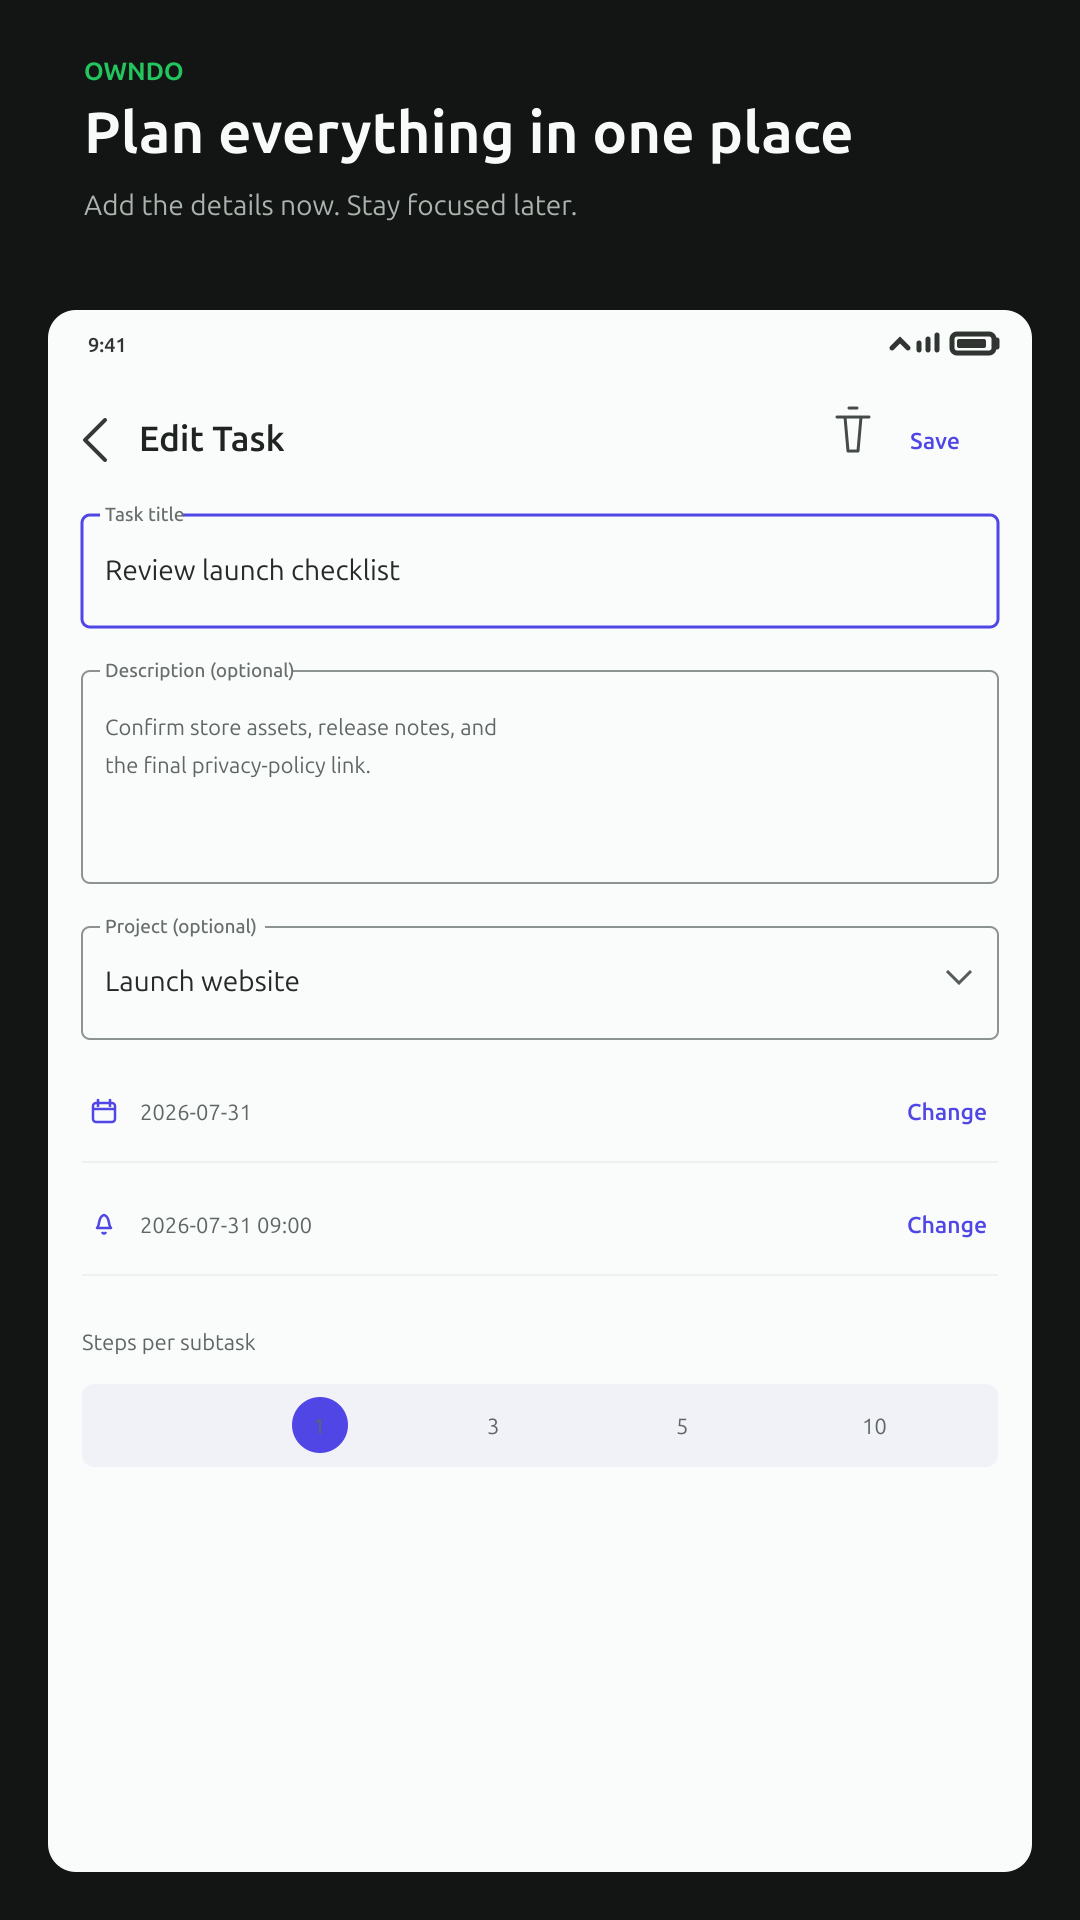 OWNDO
Plan everything in one place
Add the details now. Stay focused later.
9:41
Edit Task
Save
Task title
Review launch checklist
Description (optional)
Confirm store assets, release notes, and
the final privacy-policy link.
Project (optional)
Launch website
2026-07-31
Change
2026-07-31 09:00
Change
Steps per subtask
1 3 5 10